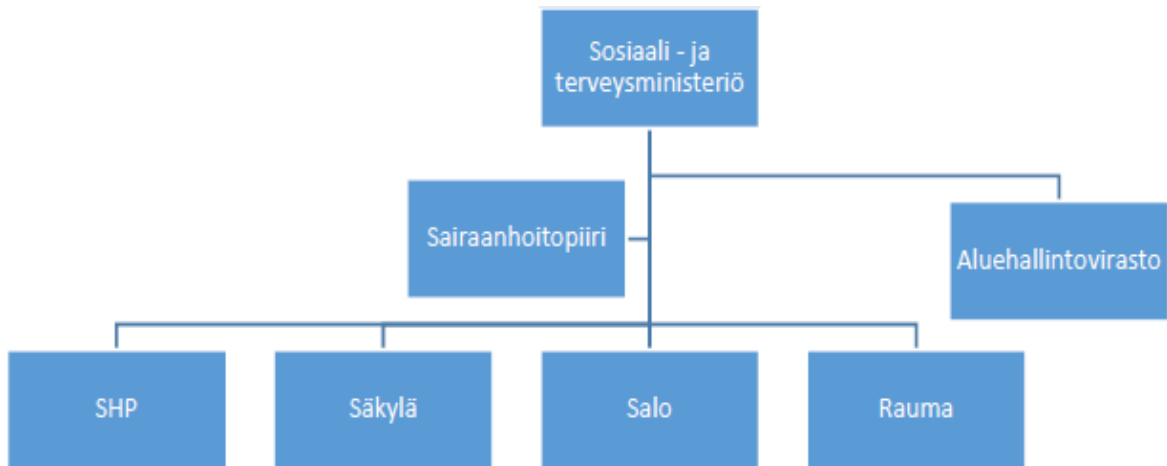 Sosiaali - ja
terveysministeriö
Sairaanhoitopiiri
Aluehallintovirasto
SHP
Säkylä
Salo
Rauma